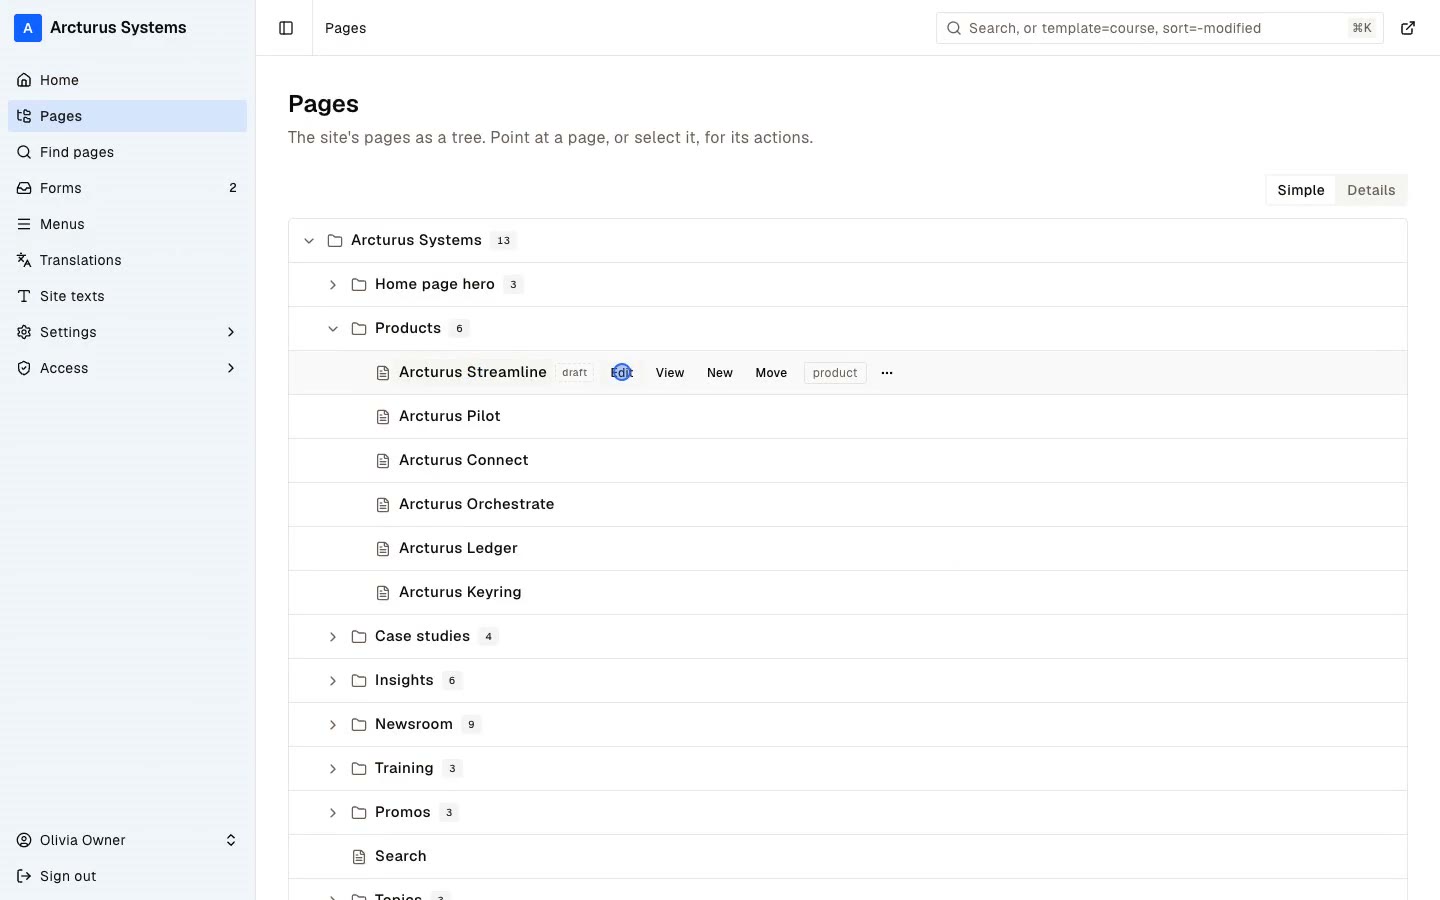 A Arcturus Systems
Pages
Search, or template=course, sort=-modified ⌘K
Home
Pages
Find pages
Forms 2
Menus
Translations
Site texts
Settings
Access
Olivia Owner
Sign out
Pages
The site's pages as a tree. Point at a page, or select it, for its actions.
Simple Details
Arcturus Systems 13
Home page hero 3
Products 6
Arcturus Streamline draft Edit View New Move product ...
Arcturus Pilot
Arcturus Connect
Arcturus Orchestrate
Arcturus Ledger
Arcturus Keyring
Case studies 4
Insights 6
Newsroom 9
Training 3
Promos 3
Search
Topics